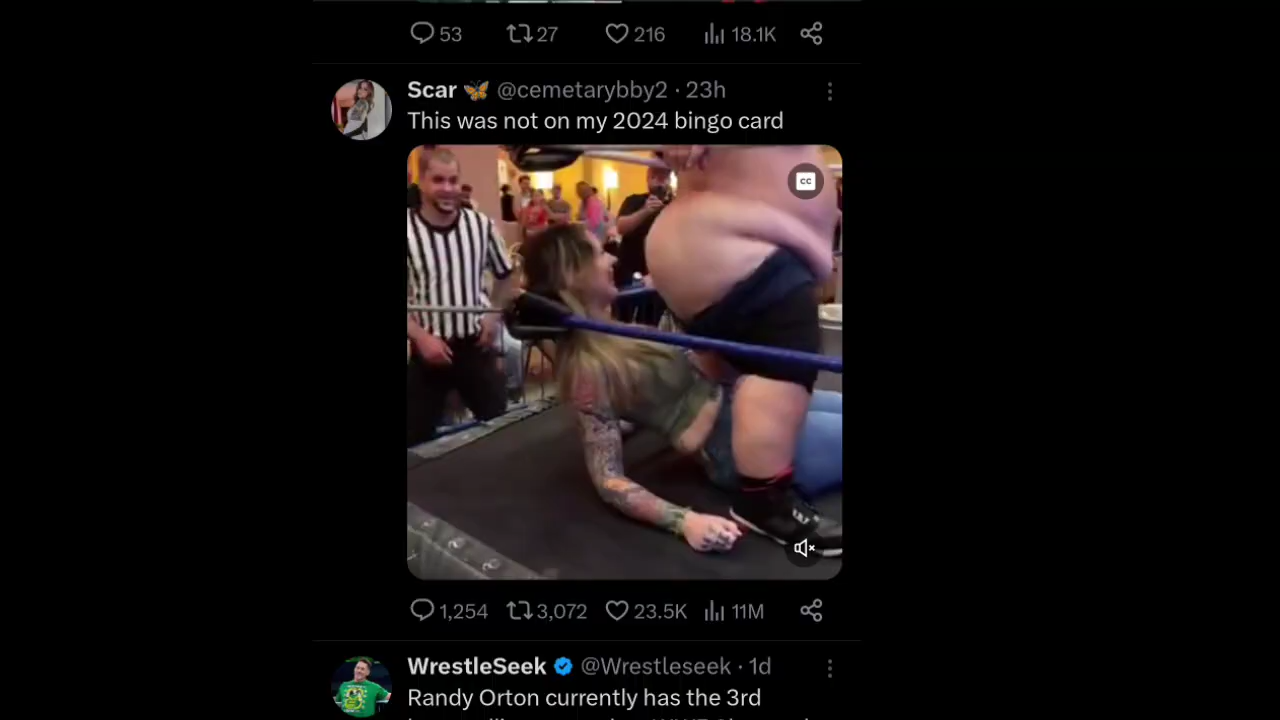 53 27 216 18.1K
Scar 🦋 @cemetarybby2 · 23h
This was not on my 2024 bingo card
CC
1,254 3,072 23.5K 11M
WrestleSeek @Wrestleseek · 1d
Randy Orton currently has the 3rd